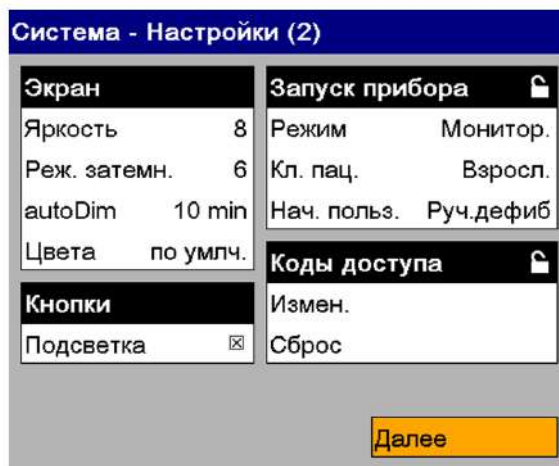 Система - Настройки (2)
Экран
Яркость 8
Реж. затемн. 6
autoDim 10 min
Цвета по умлч.
Кнопки
Подсветка ☒
Запуск прибора
Режим Монитор.
Кл. пац. Взросл.
Нач. польз. Руч.дефиб
Коды доступа
Измен.
Сброс
Далее